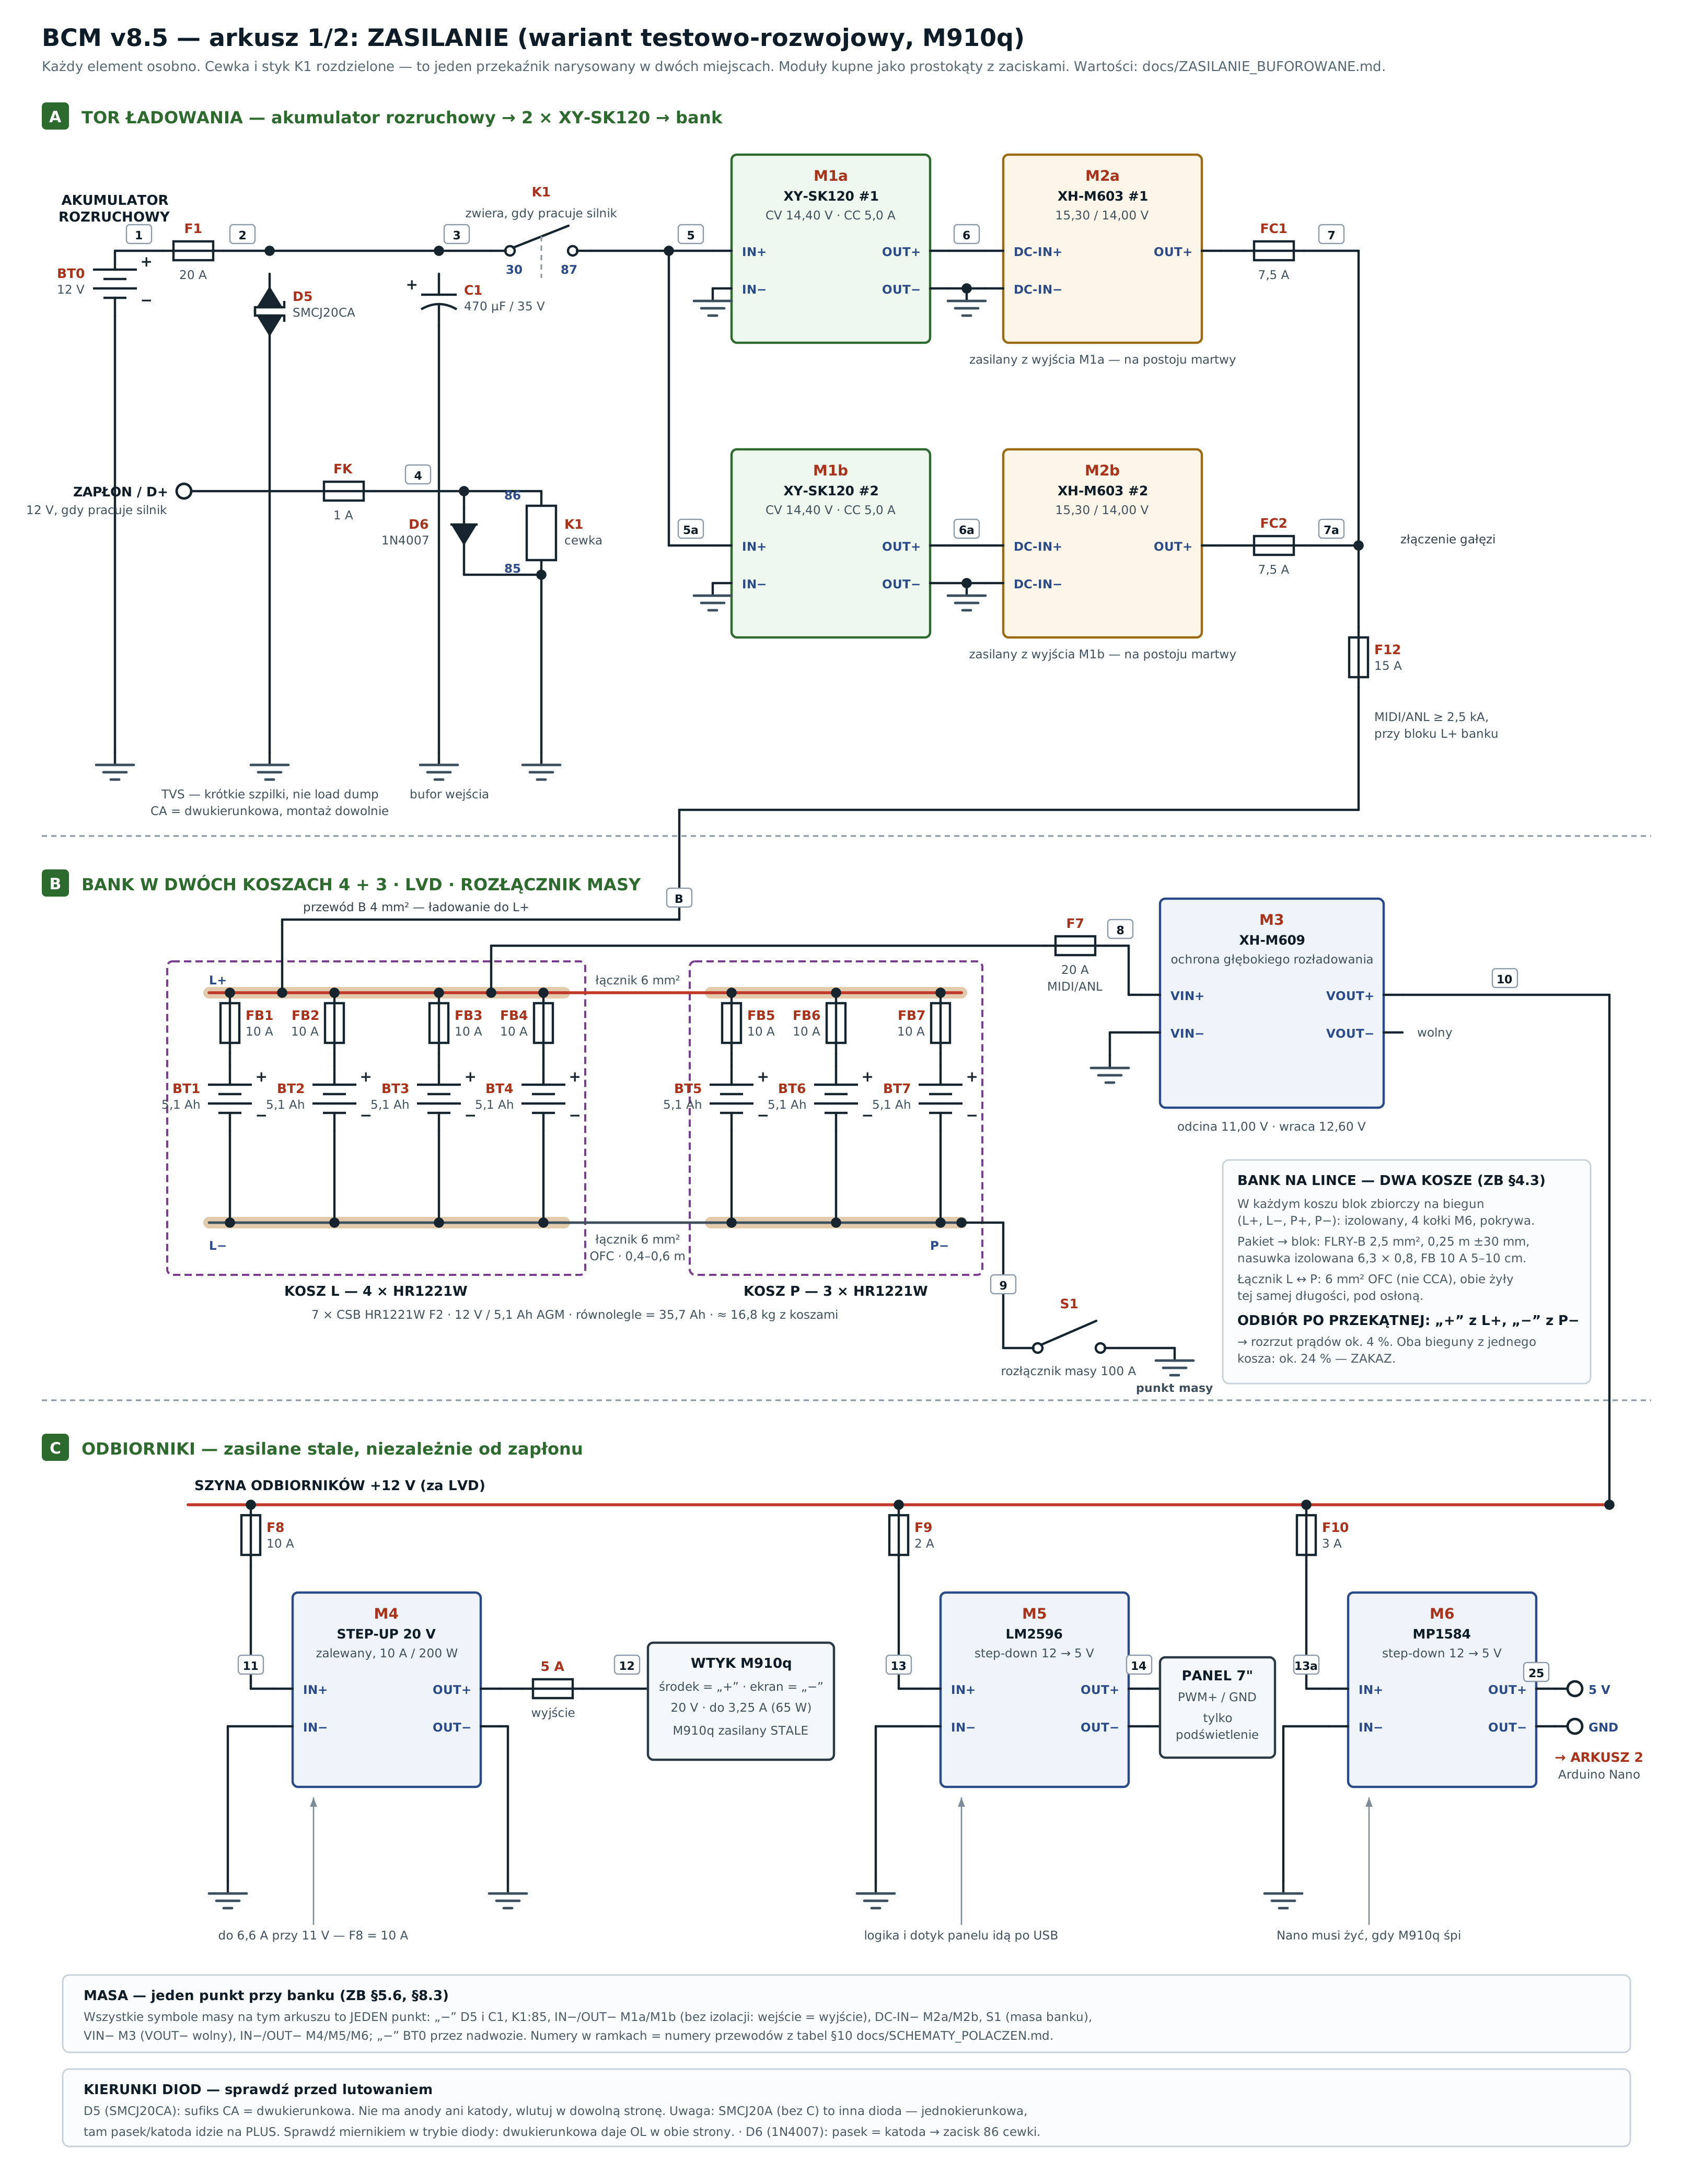 BCM v8.5 — arkusz 1/2: ZASILANIE (wariant testowo-rozwojowy, M910q)
Każdy element osobno. Cewka i styk K1 rozdzielone — to jeden przekaźnik narysowany w dwóch miejscach. Moduły kupne jako prostokąty z zaciskami. Wartości: docs/ZASILANIE_BUFOROWANE.md.
A TOR ŁADOWANIA — akumulator rozruchowy → 2 × XY-SK120 → bank
AKUMULATOR
ROZRUCHOWY
1
F1
20 A
2
BT0
12 V
+
−
D5
SMCJ20CA
3
+
C1
470 µF / 35 V
K1
zwiera, gdy pracuje silnik
30
87
5
M1a
XY-SK120 #1
CV 14,40 V · CC 5,0 A
IN+
OUT+
IN−
OUT−
6
M2a
XH-M603 #1
15,30 / 14,00 V
DC-IN+
OUT+
DC-IN−
zasilany z wyjścia M1a — na postoju martwy
FC1
7,5 A
7
ZAPŁON / D+
12 V, gdy pracuje silnik
FK
1 A
4
D6
1N4007
86
85
K1
cewka
5a
M1b
XY-SK120 #2
CV 14,40 V · CC 5,0 A
IN+
OUT+
IN−
OUT−
6a
M2b
XH-M603 #2
15,30 / 14,00 V
DC-IN+
OUT+
DC-IN−
zasilany z wyjścia M1b — na postoju martwy
FC2
7,5 A
7a
złączenie gałęzi
F12
15 A
MIDI/ANL ≥ 2,5 kA,
przy bloku L+ banku
TVS — krótkie szpilki, nie load dump
CA = dwukierunkowa, montaż dowolnie
bufor wejścia
B BANK W DWÓCH KOSZACH 4 + 3 · LVD · ROZŁĄCZNIK MASY
B
przewód B 4 mm² — ładowanie do L+
F7
20 A
MIDI/ANL
8
M3
XH-M609
ochrona głębokiego rozładowania
VIN+
VOUT+
VIN−
VOUT−
wolny
10
odcina 11,00 V · wraca 12,60 V
L+
łącznik 6 mm²
FB1
10 A
FB2
10 A
FB3
10 A
FB4
10 A
FB5
10 A
FB6
10 A
FB7
10 A
BT1
5,1 Ah
+
−
BT2
5,1 Ah
+
−
BT3
5,1 Ah
+
−
BT4
5,1 Ah
+
−
BT5
5,1 Ah
+
−
BT6
5,1 Ah
+
−
BT7
5,1 Ah
+
−
L−
łącznik 6 mm²
OFC · 0,4–0,6 m
P−
KOSZ L — 4 × HR1221W
KOSZ P — 3 × HR1221W
7 × CSB HR1221W F2 · 12 V / 5,1 Ah AGM · równolegle = 35,7 Ah · ≈ 16,8 kg z koszami
9
S1
rozłącznik masy 100 A
punkt masy
BANK NA LINCE — DWA KOSZE (ZB §4.3)
W każdym koszu blok zbiorczy na biegun
(L+, L−, P+, P−): izolowany, 4 kołki M6, pokrywa.
Pakiet → blok: FLRY-B 2,5 mm², 0,25 m ±30 mm,
nasuwka izolowana 6,3 × 0,8, FB 10 A 5–10 cm.
Łącznik L ↔ P: 6 mm² OFC (nie CCA), obie żyły
tej samej długości, pod osłoną.
ODBIÓR PO PRZEKĄTNEJ: „+” z L+, „−” z P−
→ rozrzut prądów ok. 4 %. Oba bieguny z jednego
kosza: ok. 24 % — ZAKAZ.
C ODBIORNIKI — zasilane stale, niezależnie od zapłonu
SZYNA ODBIORNIKÓW +12 V (za LVD)
F8
10 A
F9
2 A
F10
3 A
11
M4
STEP-UP 20 V
zalewany, 10 A / 200 W
IN+
OUT+
IN−
OUT−
5 A
wyjście
12
WTYK M910q
środek = „+” · ekran = „−”
20 V · do 3,25 A (65 W)
M910q zasilany STALE
13
M5
LM2596
step-down 12 → 5 V
IN+
OUT+
IN−
OUT−
14
PANEL 7"
PWM+ / GND
tylko
podświetlenie
13a
M6
MP1584
step-down 12 → 5 V
IN+
OUT+
IN−
OUT−
25
5 V
GND
→ ARKUSZ 2
Arduino Nano
do 6,6 A przy 11 V — F8 = 10 A
logika i dotyk panelu idą po USB
Nano musi żyć, gdy M910q śpi
MASA — jeden punkt przy banku (ZB §5.6, §8.3)
Wszystkie symbole masy na tym arkuszu to JEDEN punkt: „−” D5 i C1, K1:85, IN−/OUT− M1a/M1b (bez izolacji: wejście = wyjście), DC-IN− M2a/M2b, S1 (masa banku),
VIN− M3 (VOUT− wolny), IN−/OUT− M4/M5/M6; „−” BT0 przez nadwozie. Numery w ramkach = numery przewodów z tabel §10 docs/SCHEMATY_POLACZEN.md.
KIERUNKI DIOD — sprawdź przed lutowaniem
D5 (SMCJ20CA): sufiks CA = dwukierunkowa. Nie ma anody ani katody, wlutuj w dowolną stronę. Uwaga: SMCJ20A (bez C) to inna dioda — jednokierunkowa,
tam pasek/katoda idzie na PLUS. Sprawdź miernikiem w trybie diody: dwukierunkowa daje OL w obie strony. · D6 (1N4007): pasek = katoda → zacisk 86 cewki.